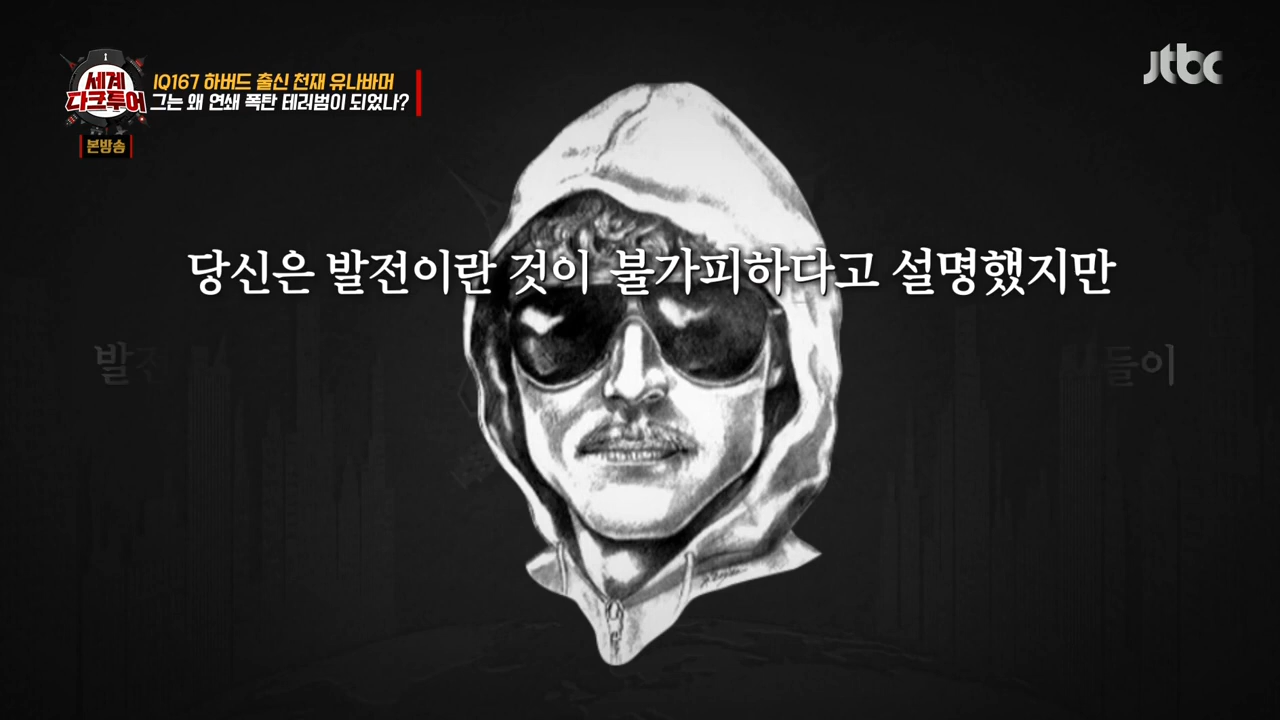 세계
다크투어
본방송
IQ167 하버드 출신 천재 유나바머
그는 왜 연쇄 폭탄 테러범이 되었나?
jtbc
당신은 발전이란 것이 불가피하다고 설명했지만
발전 들이